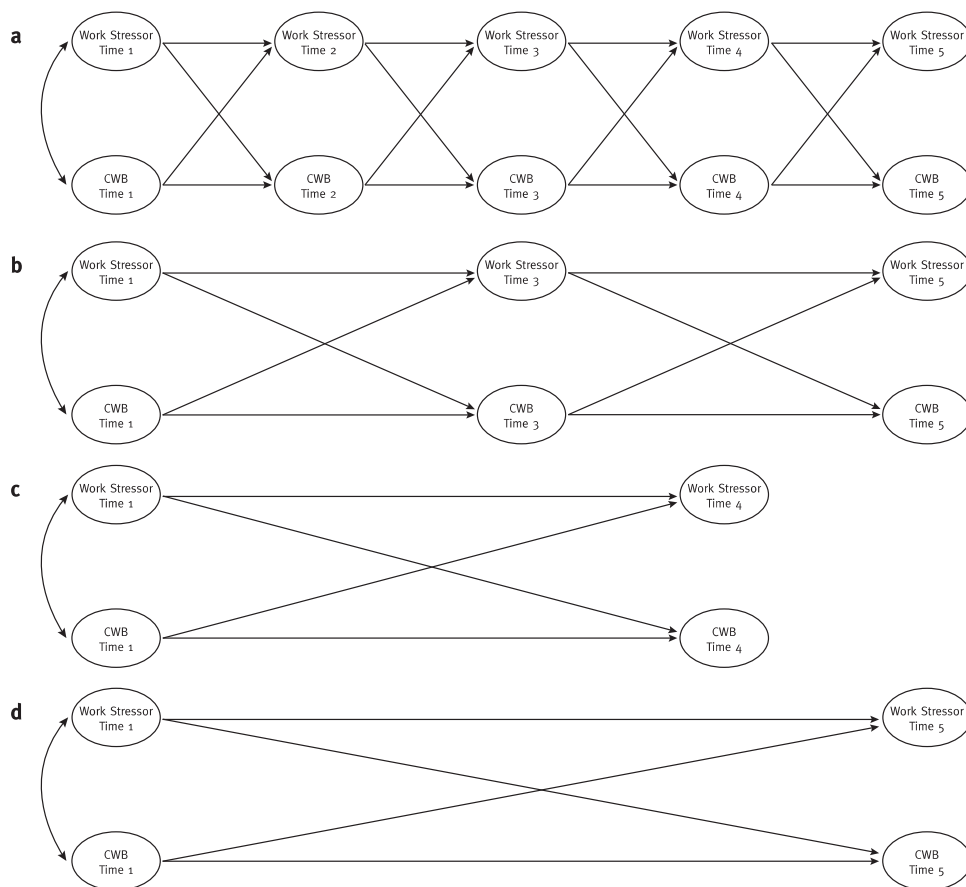 a
Work Stressor
Time 1
Work Stressor
Time 2
Work Stressor
Time 3
Work Stressor
Time 4
Work Stressor
Time 5
CWB
Time 1
CWB
Time 2
CWB
Time 3
CWB
Time 4
CWB
Time 5
b
Work Stressor
Time 1
Work Stressor
Time 3
Work Stressor
Time 5
CWB
Time 1
CWB
Time 3
CWB
Time 5
c
Work Stressor
Time 1
Work Stressor
Time 4
CWB
Time 1
CWB
Time 4
d
Work Stressor
Time 1
Work Stressor
Time 5
CWB
Time 1
CWB
Time 5